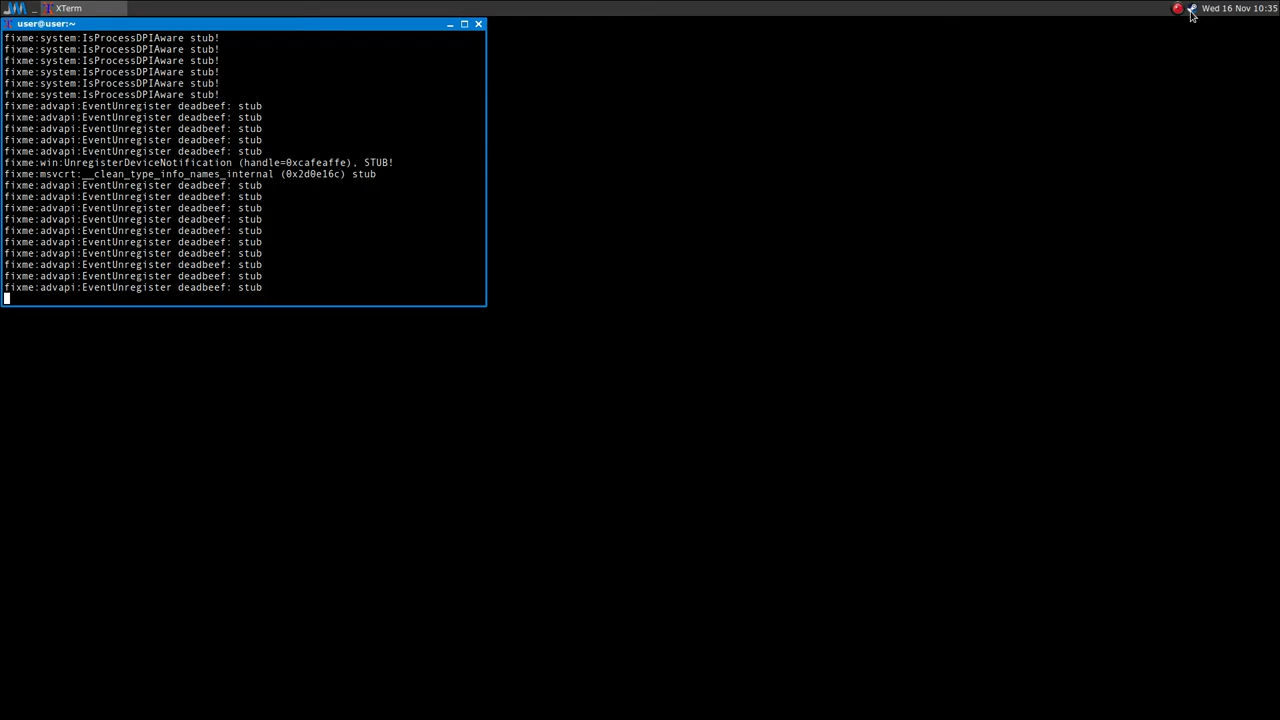 XTerm
Wed 16 Nov 10:35
user@user:~
fixme:system:IsProcessDPIAware stub!
fixme:system:IsProcessDPIAware stub!
fixme:system:IsProcessDPIAware stub!
fixme:system:IsProcessDPIAware stub!
fixme:system:IsProcessDPIAware stub!
fixme:system:IsProcessDPIAware stub!
fixme:advapi:EventUnregister deadbeef: stub
fixme:advapi:EventUnregister deadbeef: stub
fixme:advapi:EventUnregister deadbeef: stub
fixme:advapi:EventUnregister deadbeef: stub
fixme:advapi:EventUnregister deadbeef: stub
fixme:win:UnregisterDeviceNotification (handle=0xcafeaffe), STUB!
fixme:msvcrt:__clean_type_info_names_internal (0x2d0e16c) stub
fixme:advapi:EventUnregister deadbeef: stub
fixme:advapi:EventUnregister deadbeef: stub
fixme:advapi:EventUnregister deadbeef: stub
fixme:advapi:EventUnregister deadbeef: stub
fixme:advapi:EventUnregister deadbeef: stub
fixme:advapi:EventUnregister deadbeef: stub
fixme:advapi:EventUnregister deadbeef: stub
fixme:advapi:EventUnregister deadbeef: stub
fixme:advapi:EventUnregister deadbeef: stub
fixme:advapi:EventUnregister deadbeef: stub